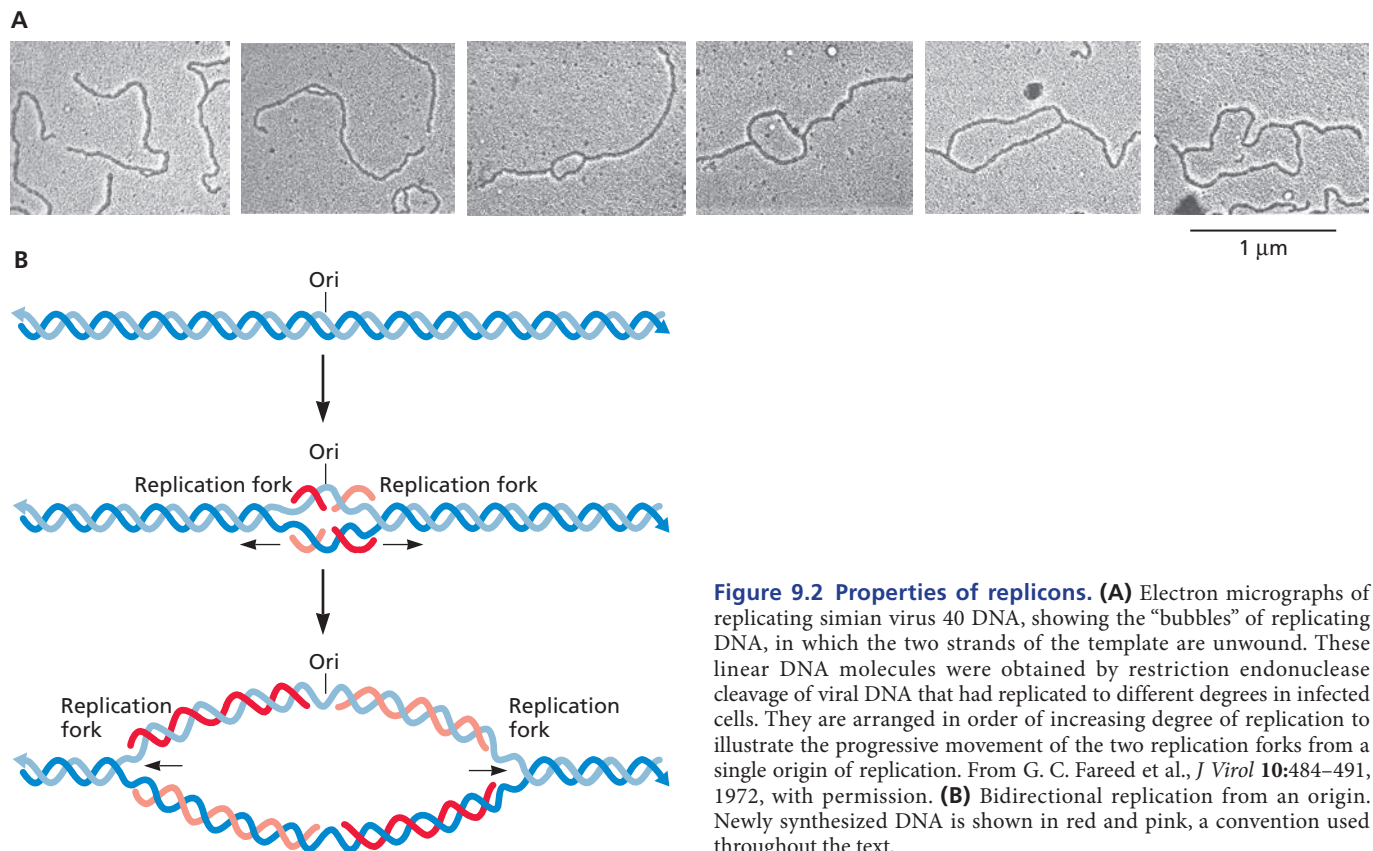 A
1 μm
B
Ori
Ori
Replication fork
Replication fork
Ori
Replication fork
Replication fork
Figure 9.2 Properties of replicons. (A) Electron micrographs of
replicating simian virus 40 DNA, showing the “bubbles” of replicating
DNA, in which the two strands of the template are unwound. These
linear DNA molecules were obtained by restriction endonuclease
cleavage of viral DNA that had replicated to different degrees in infected
cells. They are arranged in order of increasing degree of replication to
illustrate the progressive movement of the two replication forks from a
single origin of replication. From G. C. Fareed et al., J Virol 10:484–491,
1972, with permission. (B) Bidirectional replication from an origin.
Newly synthesized DNA is shown in red and pink, a convention used
throughout the text.